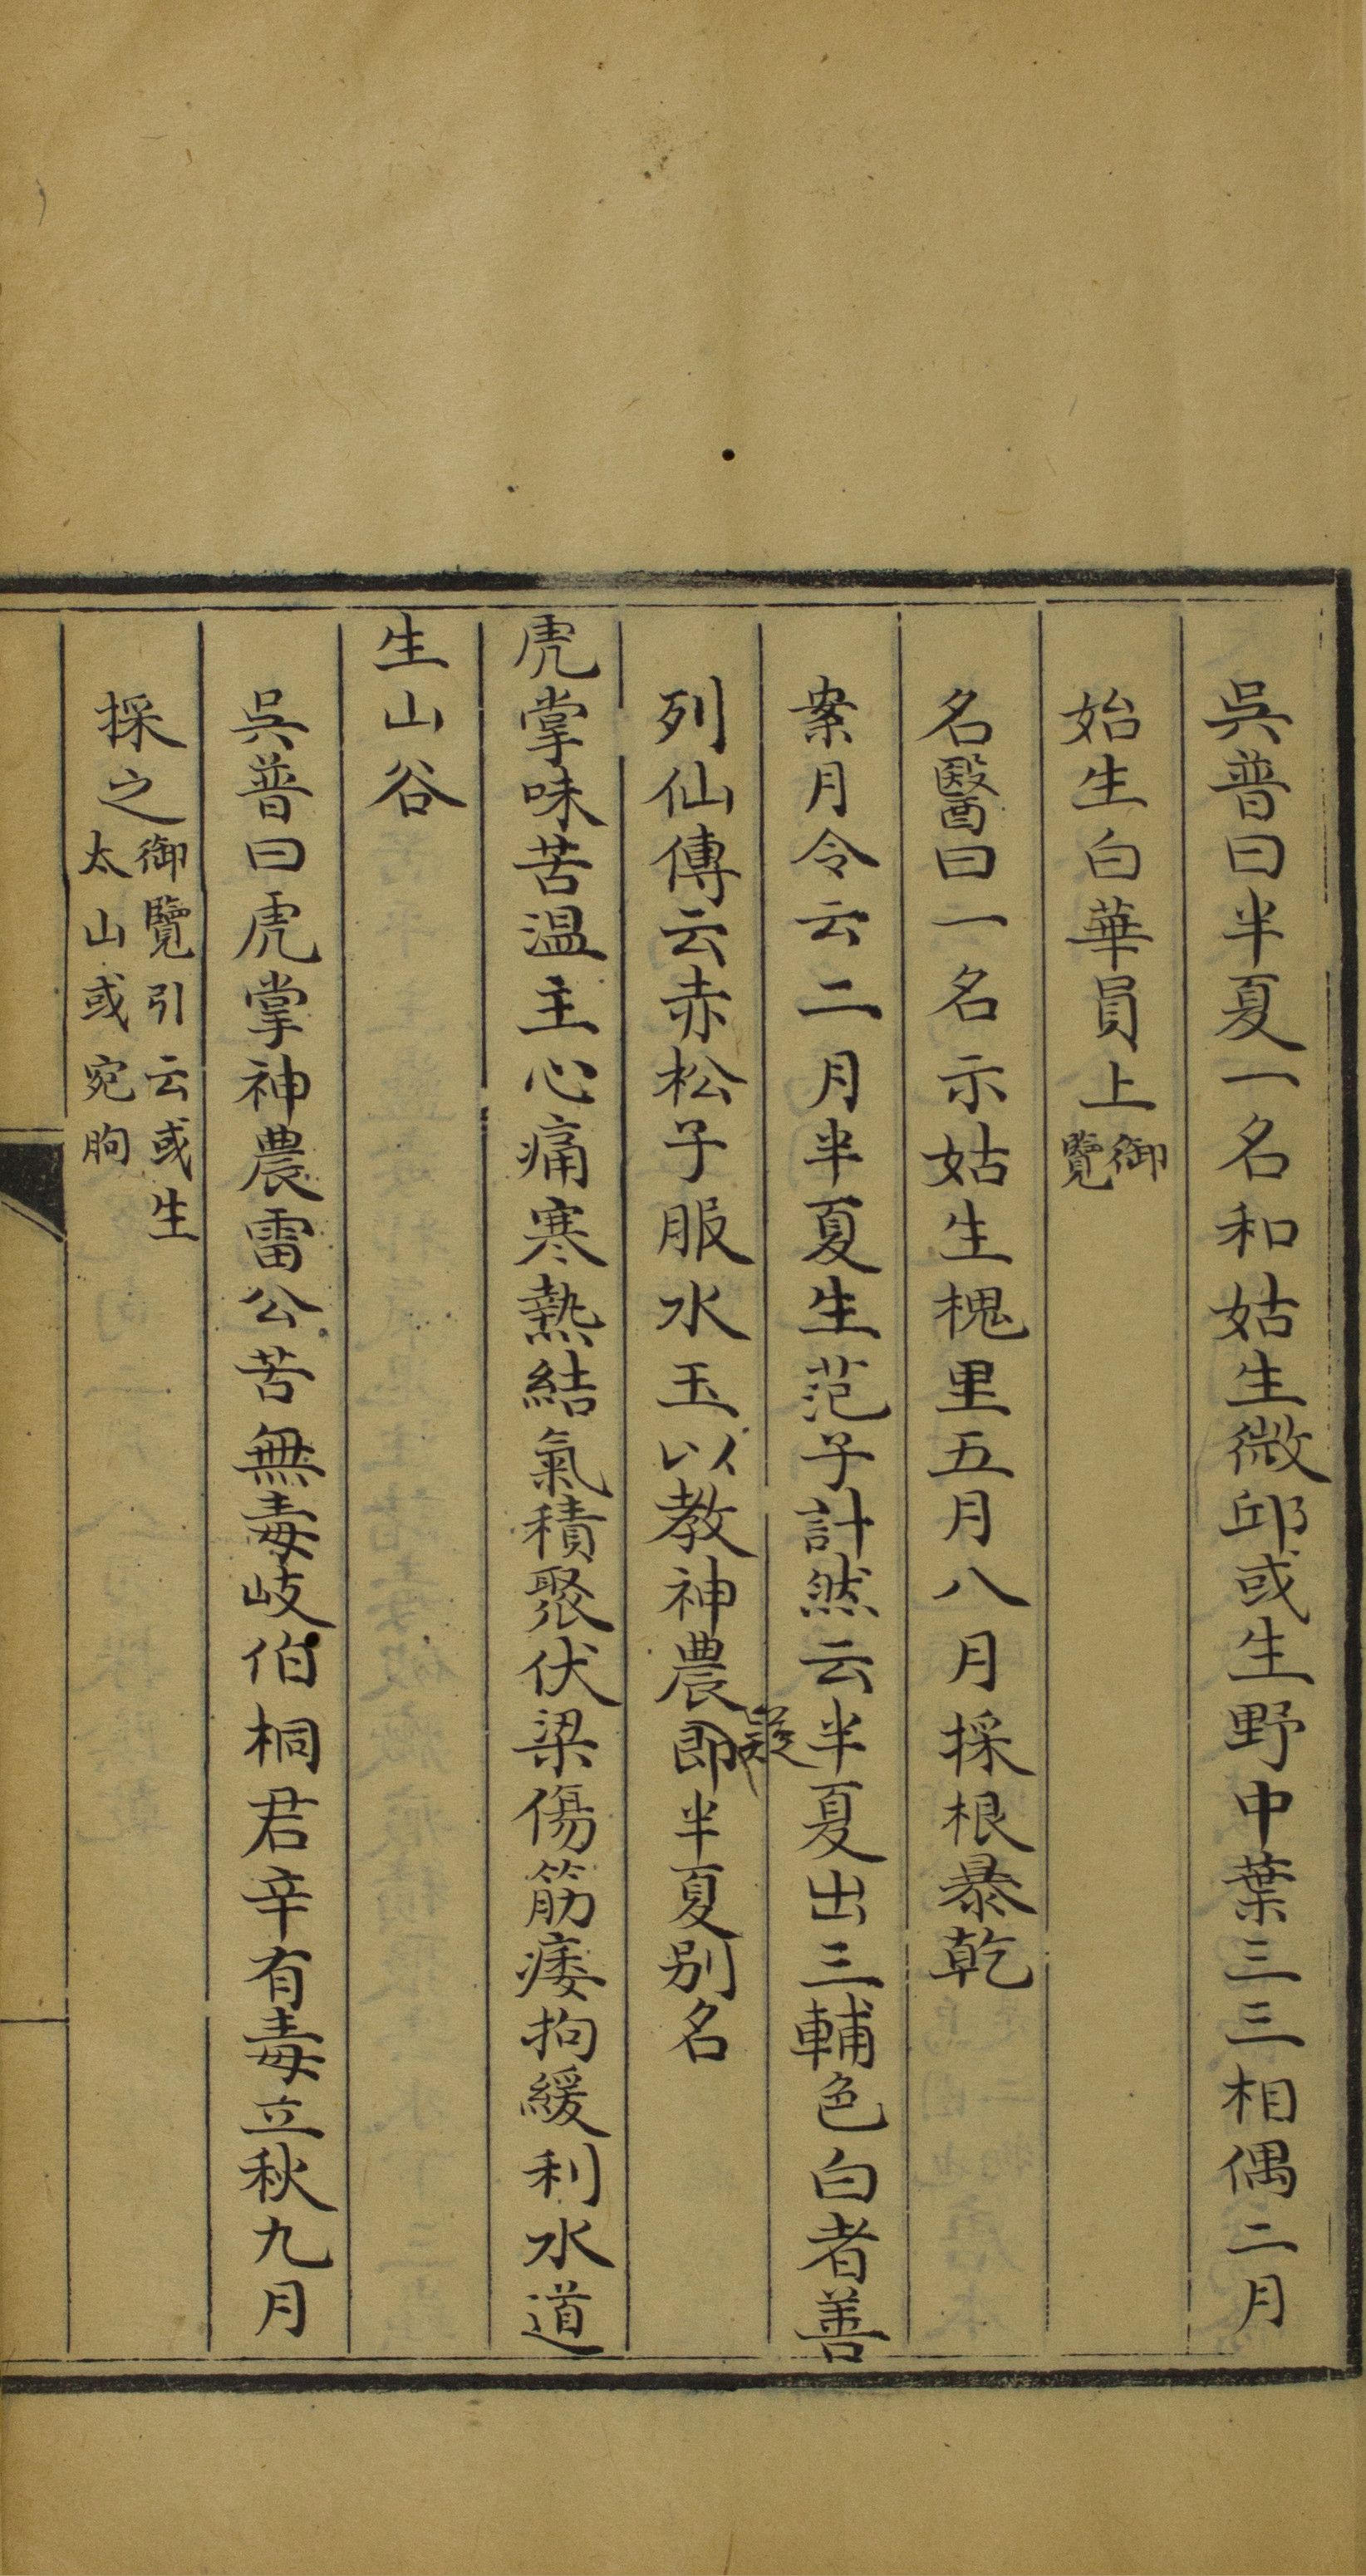 吳普曰半夏一名和姑生微邱或生野中葉三三相偶二月
始生白華員上御覽
名醫曰一名示姑生槐里五月八月採根暴乾
案月令云二月半夏生范子計然云半夏出三輔色白者善
列仙傳云赤松子服水玉以教神農疑即半夏別名
虎掌味苦温主心痛寒熱結氣積聚伏梁傷筋痿拘緩利水道
生山谷
吳普曰虎掌神農雷公苦無毒岐伯桐君辛有毒立秋九月
採之御覽引云或生太山或宛朐